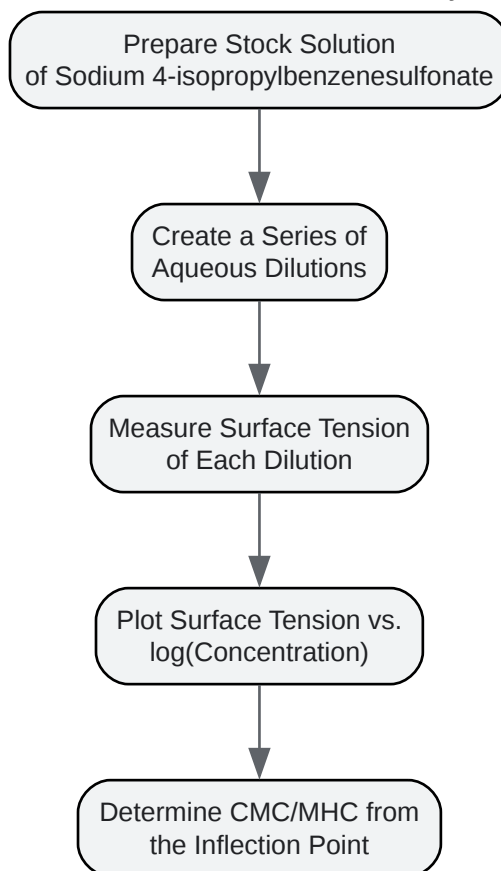 Prepare Stock Solution
of Sodium 4-isopropylbenzenesulfonate
Create a Series of
Aqueous Dilutions
Measure Surface Tension
of Each Dilution
Plot Surface Tension vs.
log(Concentration)
Determine CMC/MHC from
the Inflection Point